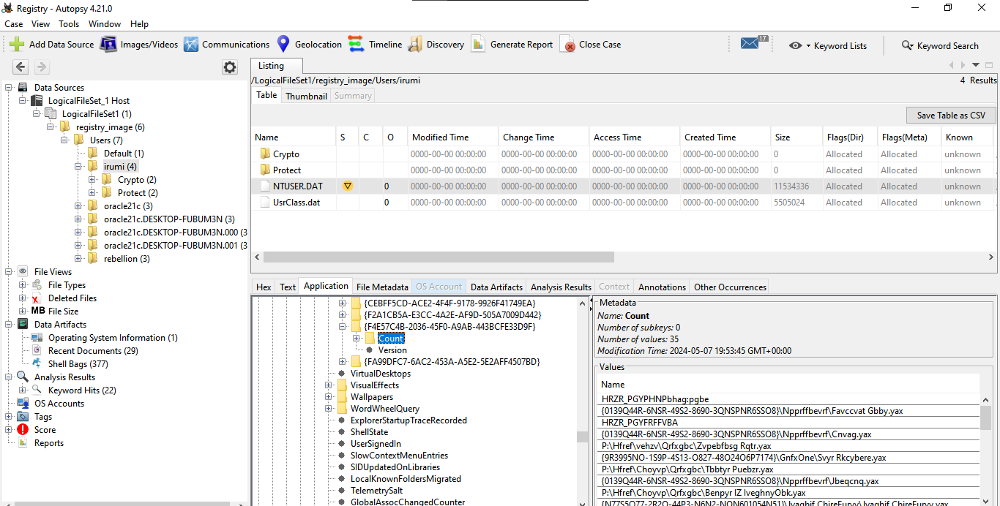 Registry - Autopsy 4.21.0
Case View Tools Window Help
Add Data Source Images/Videos Communications Geolocation Timeline Discovery Generate Report Close Case 17 Keyword Lists Keyword Search
Data Sources
LogicalFileSet_1 Host
LogicalFileSet1 (1)
registry_image (6)
Users (7)
Default (1)
irumi (4)
Crypto (2)
Protect (2)
oracle21c (3)
oracle21c.DESKTOP-FUBUM3N (3)
oracle21c.DESKTOP-FUBUM3N.000 (3
oracle21c.DESKTOP-FUBUM3N.001 (3
rebellion (3)
File Views
File Types
Deleted Files
MB File Size
Data Artifacts
Operating System Information (1)
Recent Documents (29)
Shell Bags (377)
Analysis Results
Keyword Hits (22)
OS Accounts
Tags
Score
Reports
Listing
/LogicalFileSet1/registry_image/Users/irumi
4 Results
Table Thumbnail Summary
Save Table as CSV
Name S C O Modified Time Change Time Access Time Created Time Size Flags(Dir) Flags(Meta) Known
Crypto 0000-00-00 00:00:00 0000-00-00 00:00:00 0000-00-00 00:00:00 0000-00-00 00:00:00 0 Allocated Allocated unknown
Protect 0000-00-00 00:00:00 0000-00-00 00:00:00 0000-00-00 00:00:00 0000-00-00 00:00:00 0 Allocated Allocated unknown
NTUSER.DAT 0 0000-00-00 00:00:00 0000-00-00 00:00:00 0000-00-00 00:00:00 0000-00-00 00:00:00 11534336 Allocated Allocated unknown
UsrClass.dat 0 0000-00-00 00:00:00 0000-00-00 00:00:00 0000-00-00 00:00:00 0000-00-00 00:00:00 5505024 Allocated Allocated unknown
Hex Text Application File Metadata OS Account Data Artifacts Analysis Results Context Annotations Other Occurrences
{CEBFF5CD-ACE2-4F4F-9178-9926F41749EA}
{F2A1CB5A-E3CC-4A2E-AF9D-505A7009D442}
{F4E57C4B-2036-45F0-A9AB-443BCFE33D9F}
Count
Version
{FA99DFC7-6AC2-453A-A5E2-5E2AFF4507BD}
VirtualDesktops
VisualEffects
Wallpapers
WordWheelQuery
ExplorerStartupTraceRecorded
ShellState
UserSignedIn
SlowContextMenuEntries
SIDUpdatedOnLibraries
LocalKnownFoldersMigrated
TelemetrySalt
GlobalAssocChangedCounter
Metadata
Name: Count
Number of subkeys: 0
Number of values: 35
Modification Time: 2024-05-07 19:53:45 GMT+00:00
Values
Name
HRZR_PGYPHNPbhag:pgbe
{0139Q44R-6NSR-49S2-8690-3QNSPNR6SSO8}\Npprffbevrf\Favccvat Gbby.yax
HRZR_PGYFRFFVBA
{0139Q44R-6NSR-49S2-8690-3QNSPNR6SSO8}\Npprffbevrf\Cnvag.yax
P:\Hfref\vehzv\Qrfxgbc\Zvpebfbsg Rqtr.yax
{9R3995NO-1S9P-4S13-O827-48O24O6P7174}\GnfxOne\Svyr Rkcybere.yax
P:\Hfref\Choyvp\Qrfxgbc\Tbbtyr Puebzr.yax
{0139Q44R-6NSR-49S2-8690-3QNSPNR6SSO8}\Npprffbevrf\Jbeqcnq.yax
P:\Hfref\Choyvp\Qrfxgbc\Benpyr IZ IveghnyObk.yax